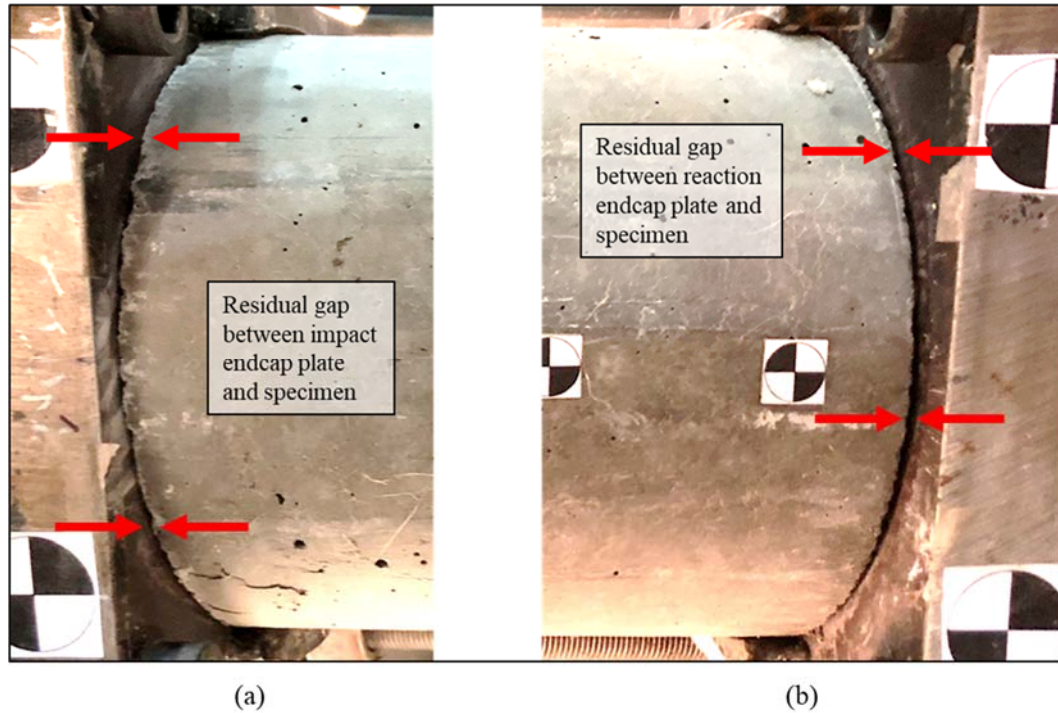 Residual gap
between impact
endcap plate
and specimen
Residual gap
between reaction
endcap plate and
specimen
(a)
(b)